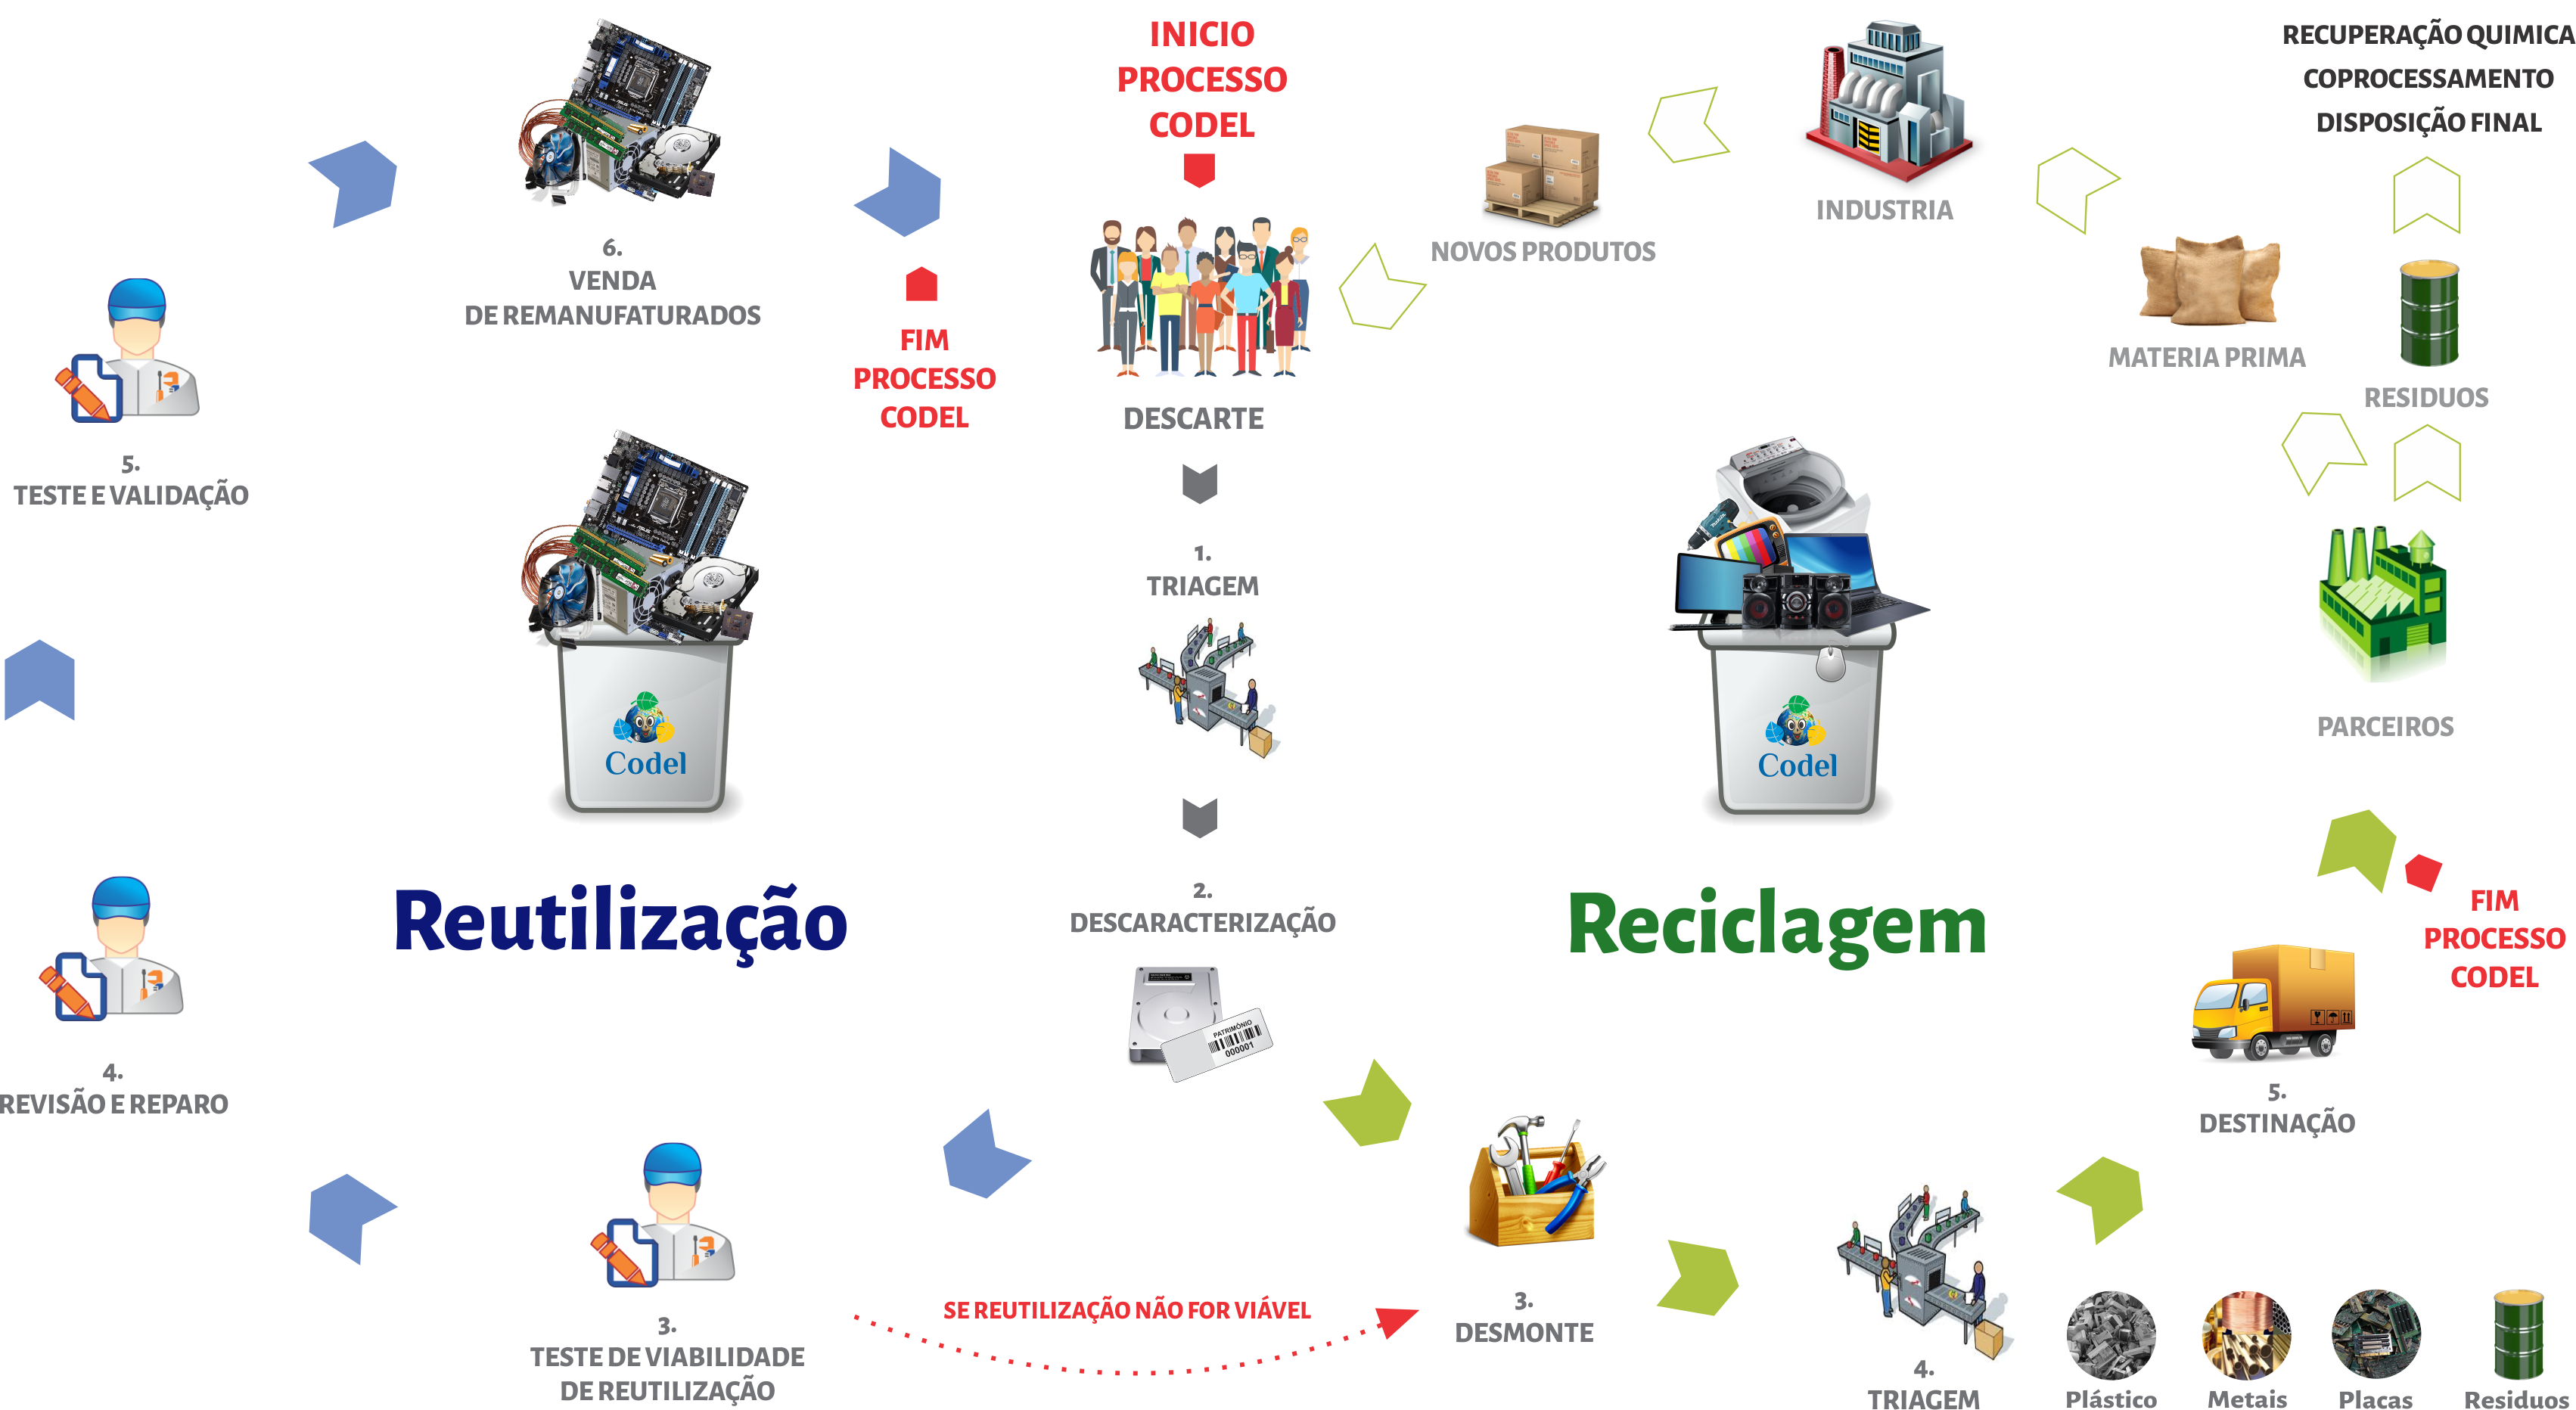 INICIO
PROCESSO
CODEL
DESCARTE
1.
TRIAGEM
2.
DESCARACTERIZAÇÃO
PATRIMÔNIO
000001
Reutilização
3.
TESTE DE VIABILIDADE
DE REUTILIZAÇÃO
SE REUTILIZAÇÃO NÃO FOR VIÁVEL
4.
REVISÃO E REPARO
5.
TESTE E VALIDAÇÃO
6.
VENDA
DE REMANUFATURADOS
FIM
PROCESSO
CODEL
Codel
Reciclagem
Codel
3.
DESMONTE
4.
TRIAGEM
Plástico
Metais
Placas
Residuos
5.
DESTINAÇÃO
FIM
PROCESSO
CODEL
PARCEIROS
RESIDUOS
RECUPERAÇÃO QUIMICA
COPROCESSAMENTO
DISPOSIÇÃO FINAL
MATERIA PRIMA
INDUSTRIA
NOVOS PRODUTOS